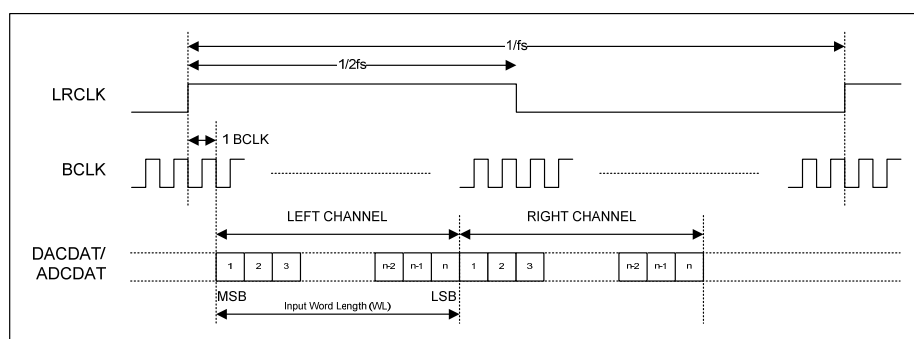 1/fs
1/2fs
LRCLK
1 BCLK
BCLK
LEFT CHANNEL RIGHT CHANNEL
DACDAT/
ADCDAT
1 2 3 n-2 n-1 n 1 2 3 n-2 n-1 n
MSB LSB
Input Word Length (WL)